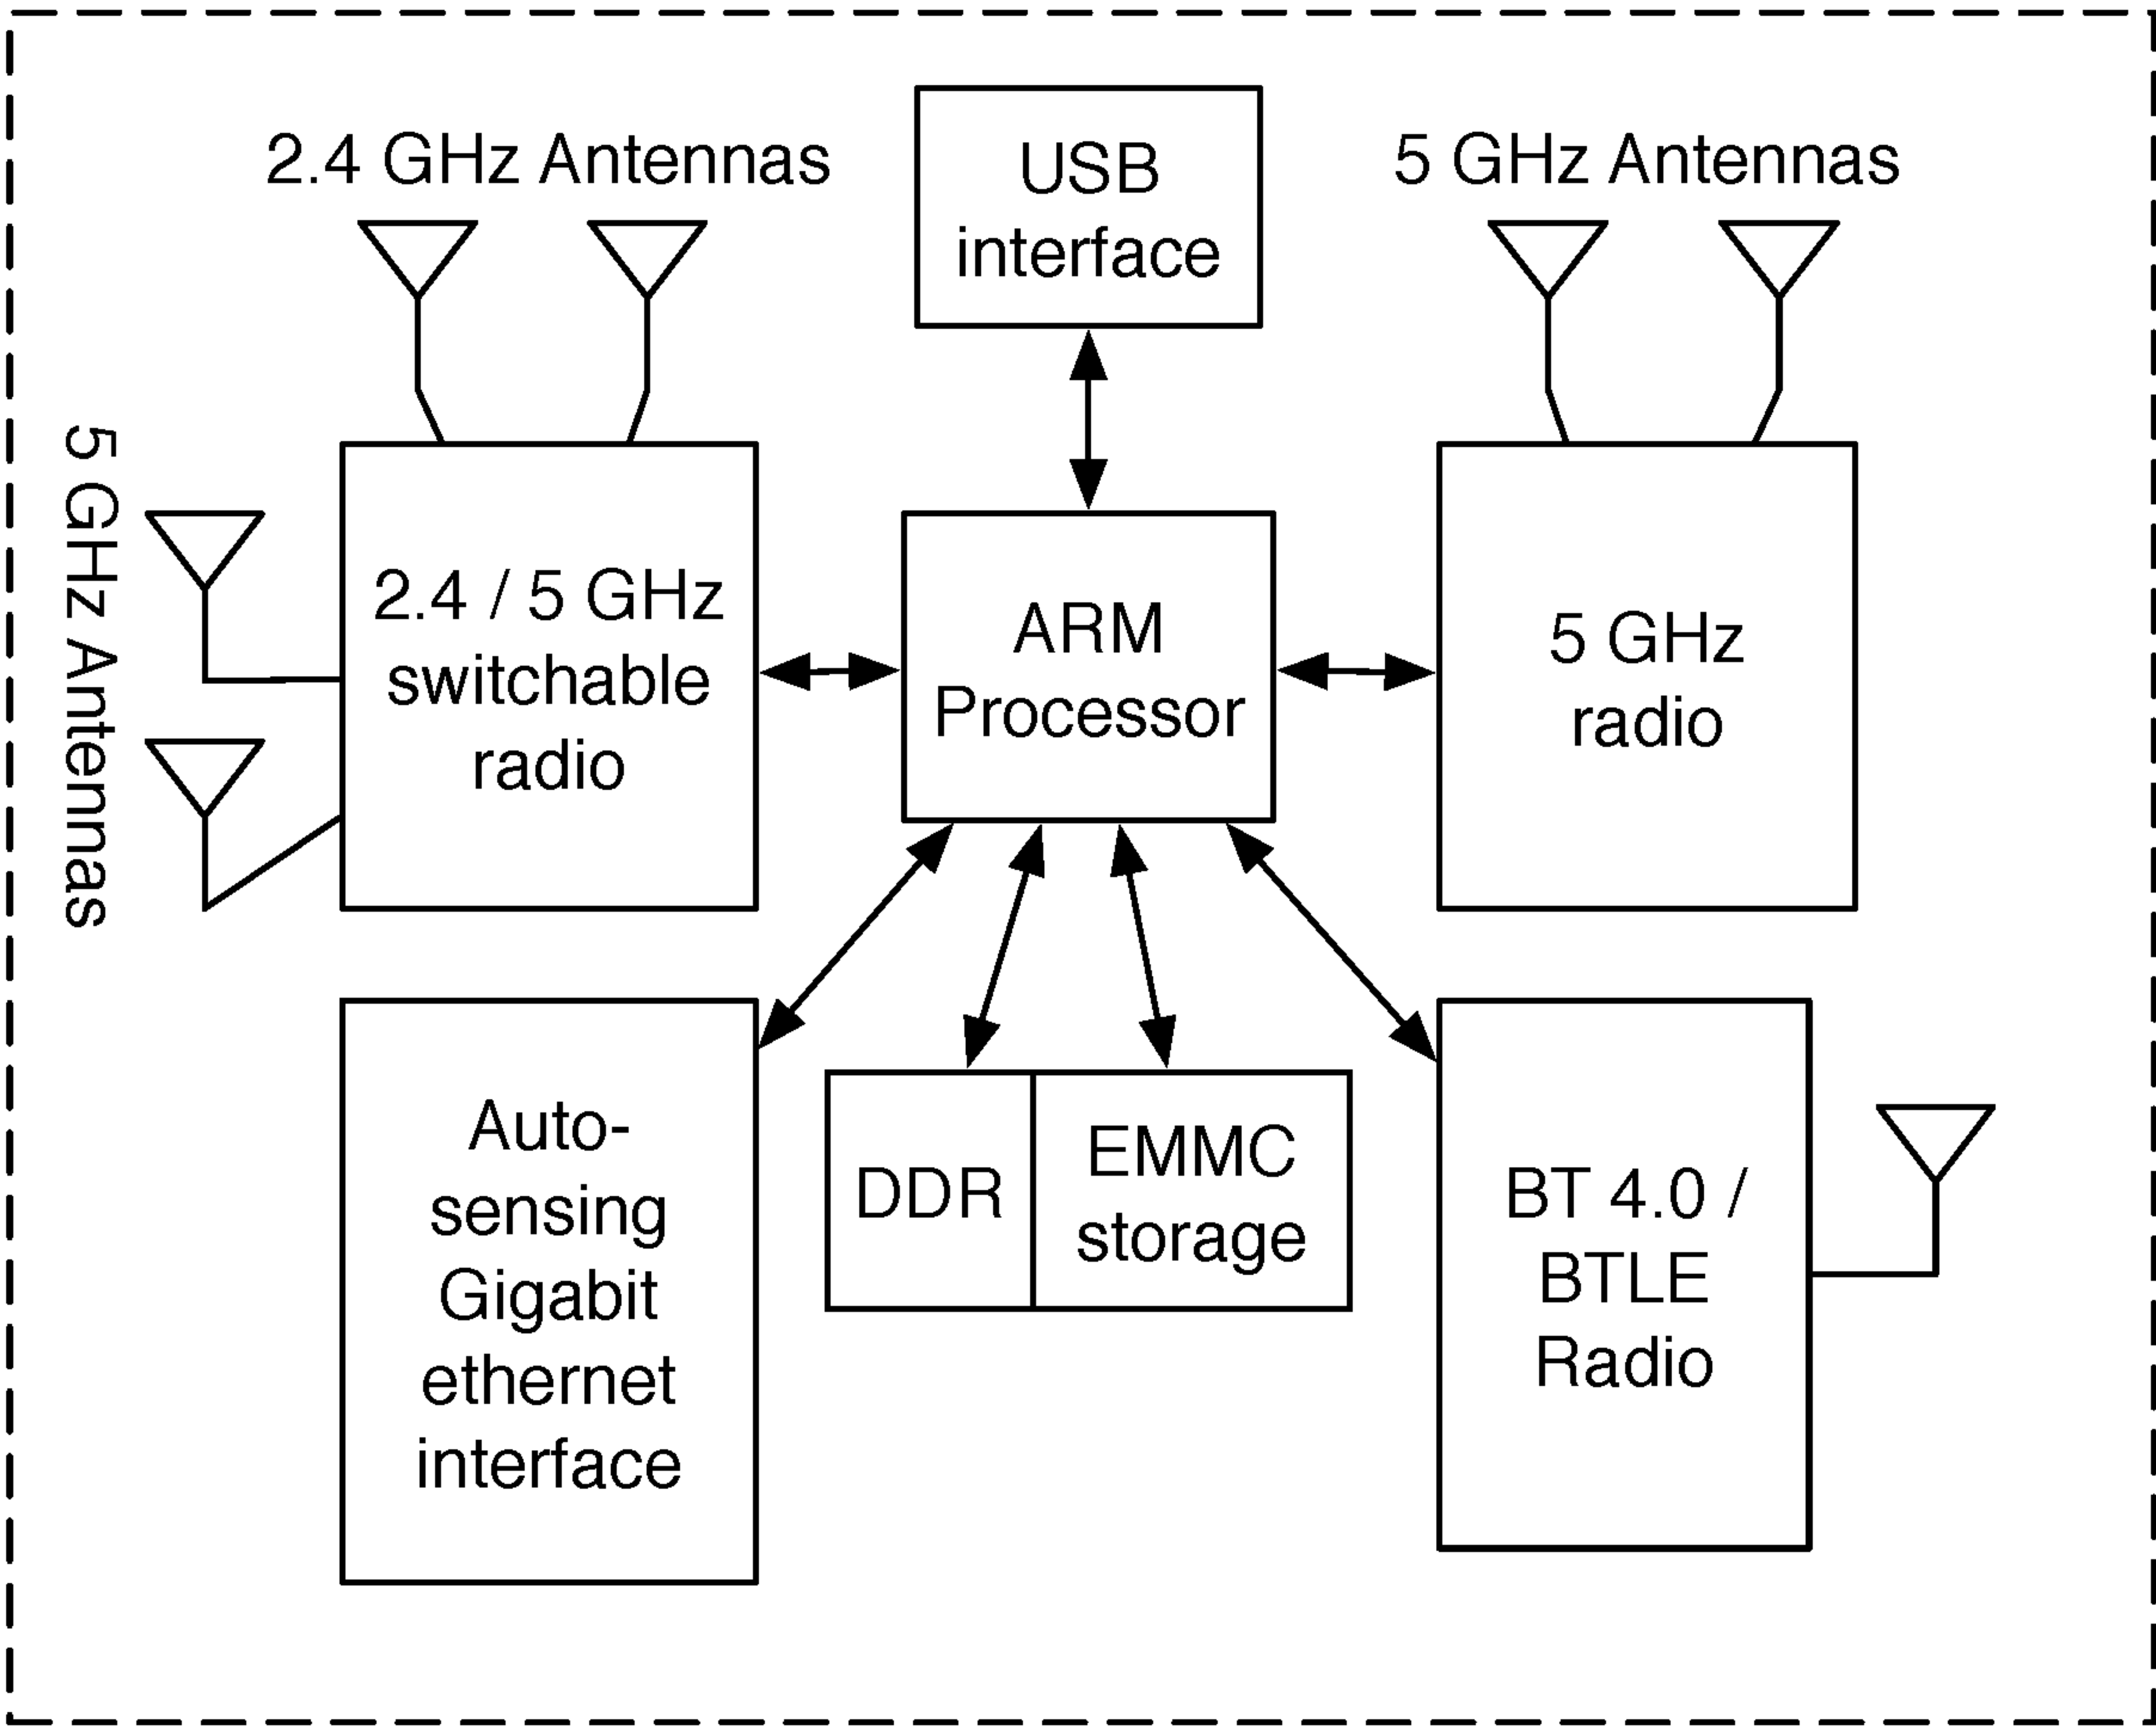 2.4 GHz Antennas
USB
interface
5 GHz Antennas
5 GHz Antennas
2.4 / 5 GHz
switchable
radio
ARM
Processor
5 GHz
radio
Auto-
sensing
Gigabit
ethernet
interface
DDR
EMMC
storage
BT 4.0 /
BTLE
Radio